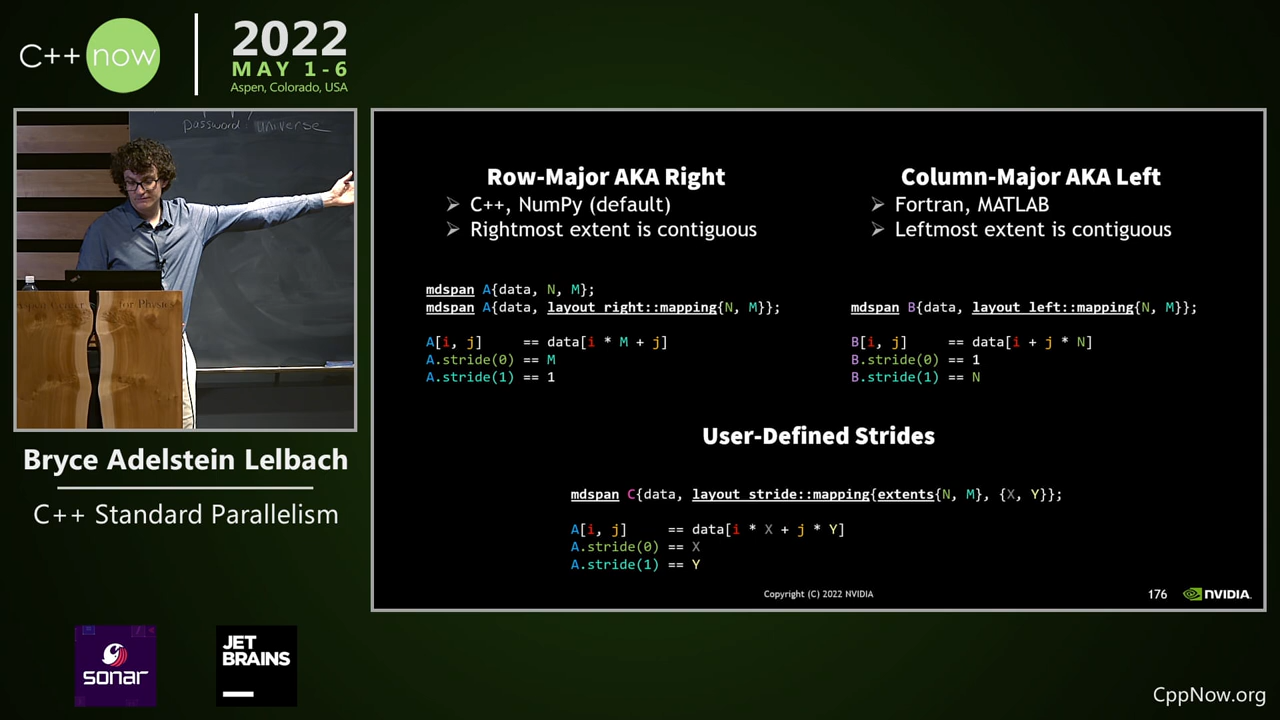 C++ now
2022
MAY 1-6
Aspen, Colorado, USA
password universe
for Physics
Bryce Adelstein Lelbach
C++ Standard Parallelism
sonar
JET
BRAINS
Row-Major AKA Right
➢ C++, NumPy (default)
➢ Rightmost extent is contiguous
mdspan A{data, N, M};
mdspan A{data, layout_right::mapping{N, M}};
A[i, j] == data[i * M + j]
A.stride(0) == M
A.stride(1) == 1
Column-Major AKA Left
➢ Fortran, MATLAB
➢ Leftmost extent is contiguous
mdspan B{data, layout_left::mapping{N, M}};
B[i, j] == data[i + j * N]
B.stride(0) == 1
B.stride(1) == N
User-Defined Strides
mdspan C{data, layout_stride::mapping{extents{N, M}, {X, Y}};
A[i, j] == data[i * X + j * Y]
A.stride(0) == X
A.stride(1) == Y
Copyright (C) 2022 NVIDIA
176
NVIDIA.
CppNow.org